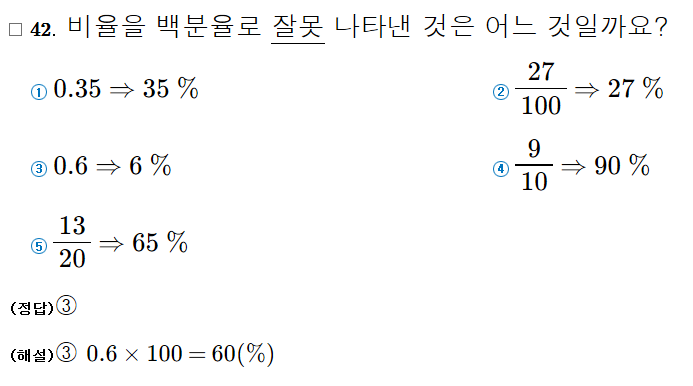 □ 42. 비율을 백분율로 잘못 나타낸 것은 어느 것일까요?
① 0.35 ⇒ 35 % ② 27/100 ⇒ 27 %
③ 0.6 ⇒ 6 % ④ 9/10 ⇒ 90 %
⑤ 13/20 ⇒ 65 %
(정답)③
(해설)③ 0.6 × 100 = 60(%)